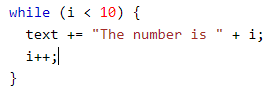 while (i < 10) {
  text += "The number is " + i;
  i++;
}